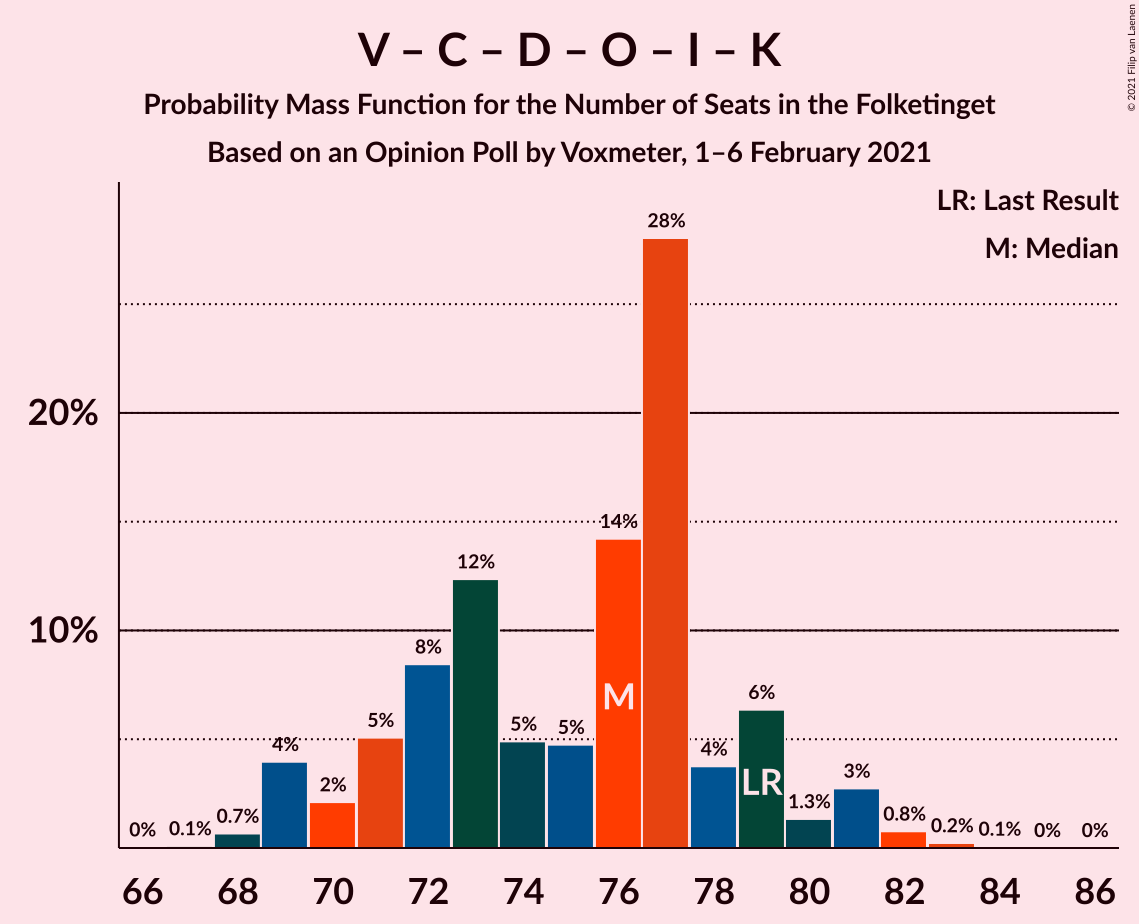 V – C – D – O – I – K
Probability Mass Function for the Number of Seats in the Folketinget
Based on an Opinion Poll by Voxmeter, 1–6 February 2021
© 2021 Filip van Laenen
LR: Last Result
M: Median
28%
20%
14%
12%
10%
8%
M
6%
5%
5%
5%
4%
4%
LR
2%
3%
0%
0.1%
0.7%
1.3%
0.8%
0.2%
0.1%
0%
0%
66 68 70 72 74 76 78 80 82 84 86